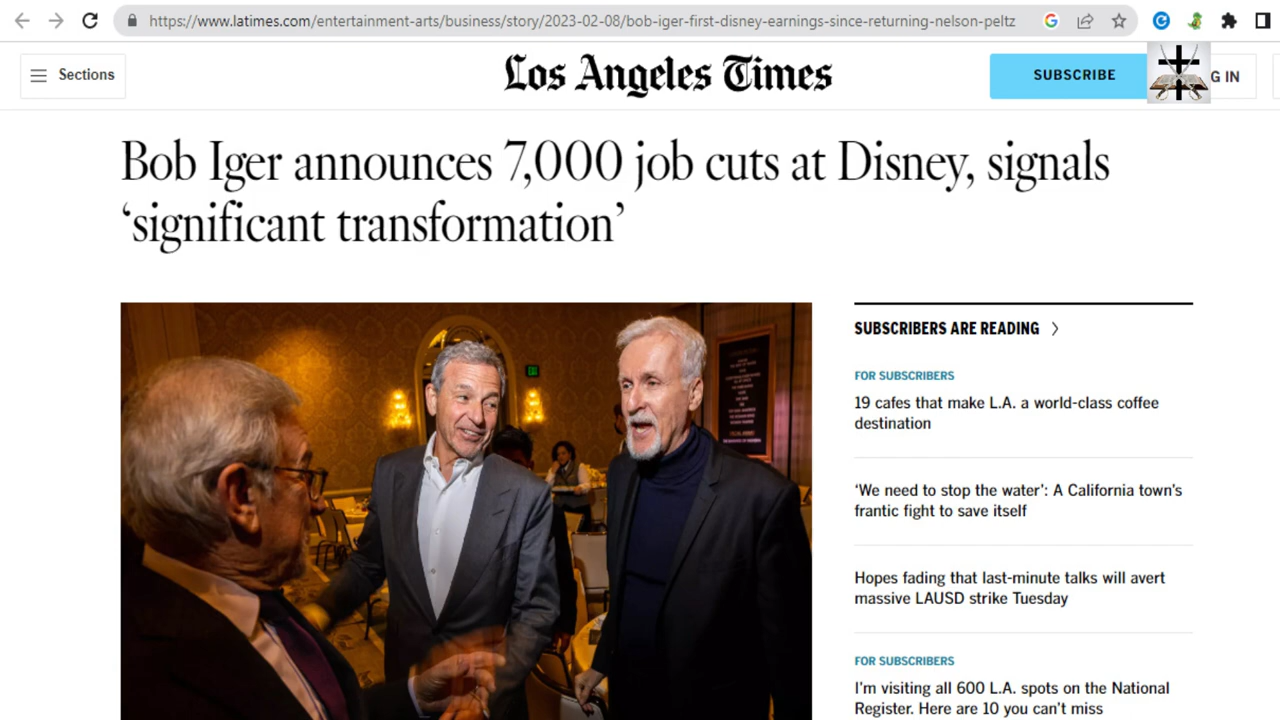 https://www.latimes.com/entertainment-arts/business/story/2023-02-08/bob-iger-first-disney-earnings-since-returning-nelson-peltz
Sections
Los Angeles Times
SUBSCRIBE
G IN
Bob Iger announces 7,000 job cuts at Disney, signals
‘significant transformation’
SUBSCRIBERS ARE READING
FOR SUBSCRIBERS
19 cafes that make L.A. a world-class coffee
destination
‘We need to stop the water’: A California town’s
frantic fight to save itself
Hopes fading that last-minute talks will avert
massive LAUSD strike Tuesday
FOR SUBSCRIBERS
I’m visiting all 600 L.A. spots on the National
Register. Here are 10 you can’t miss